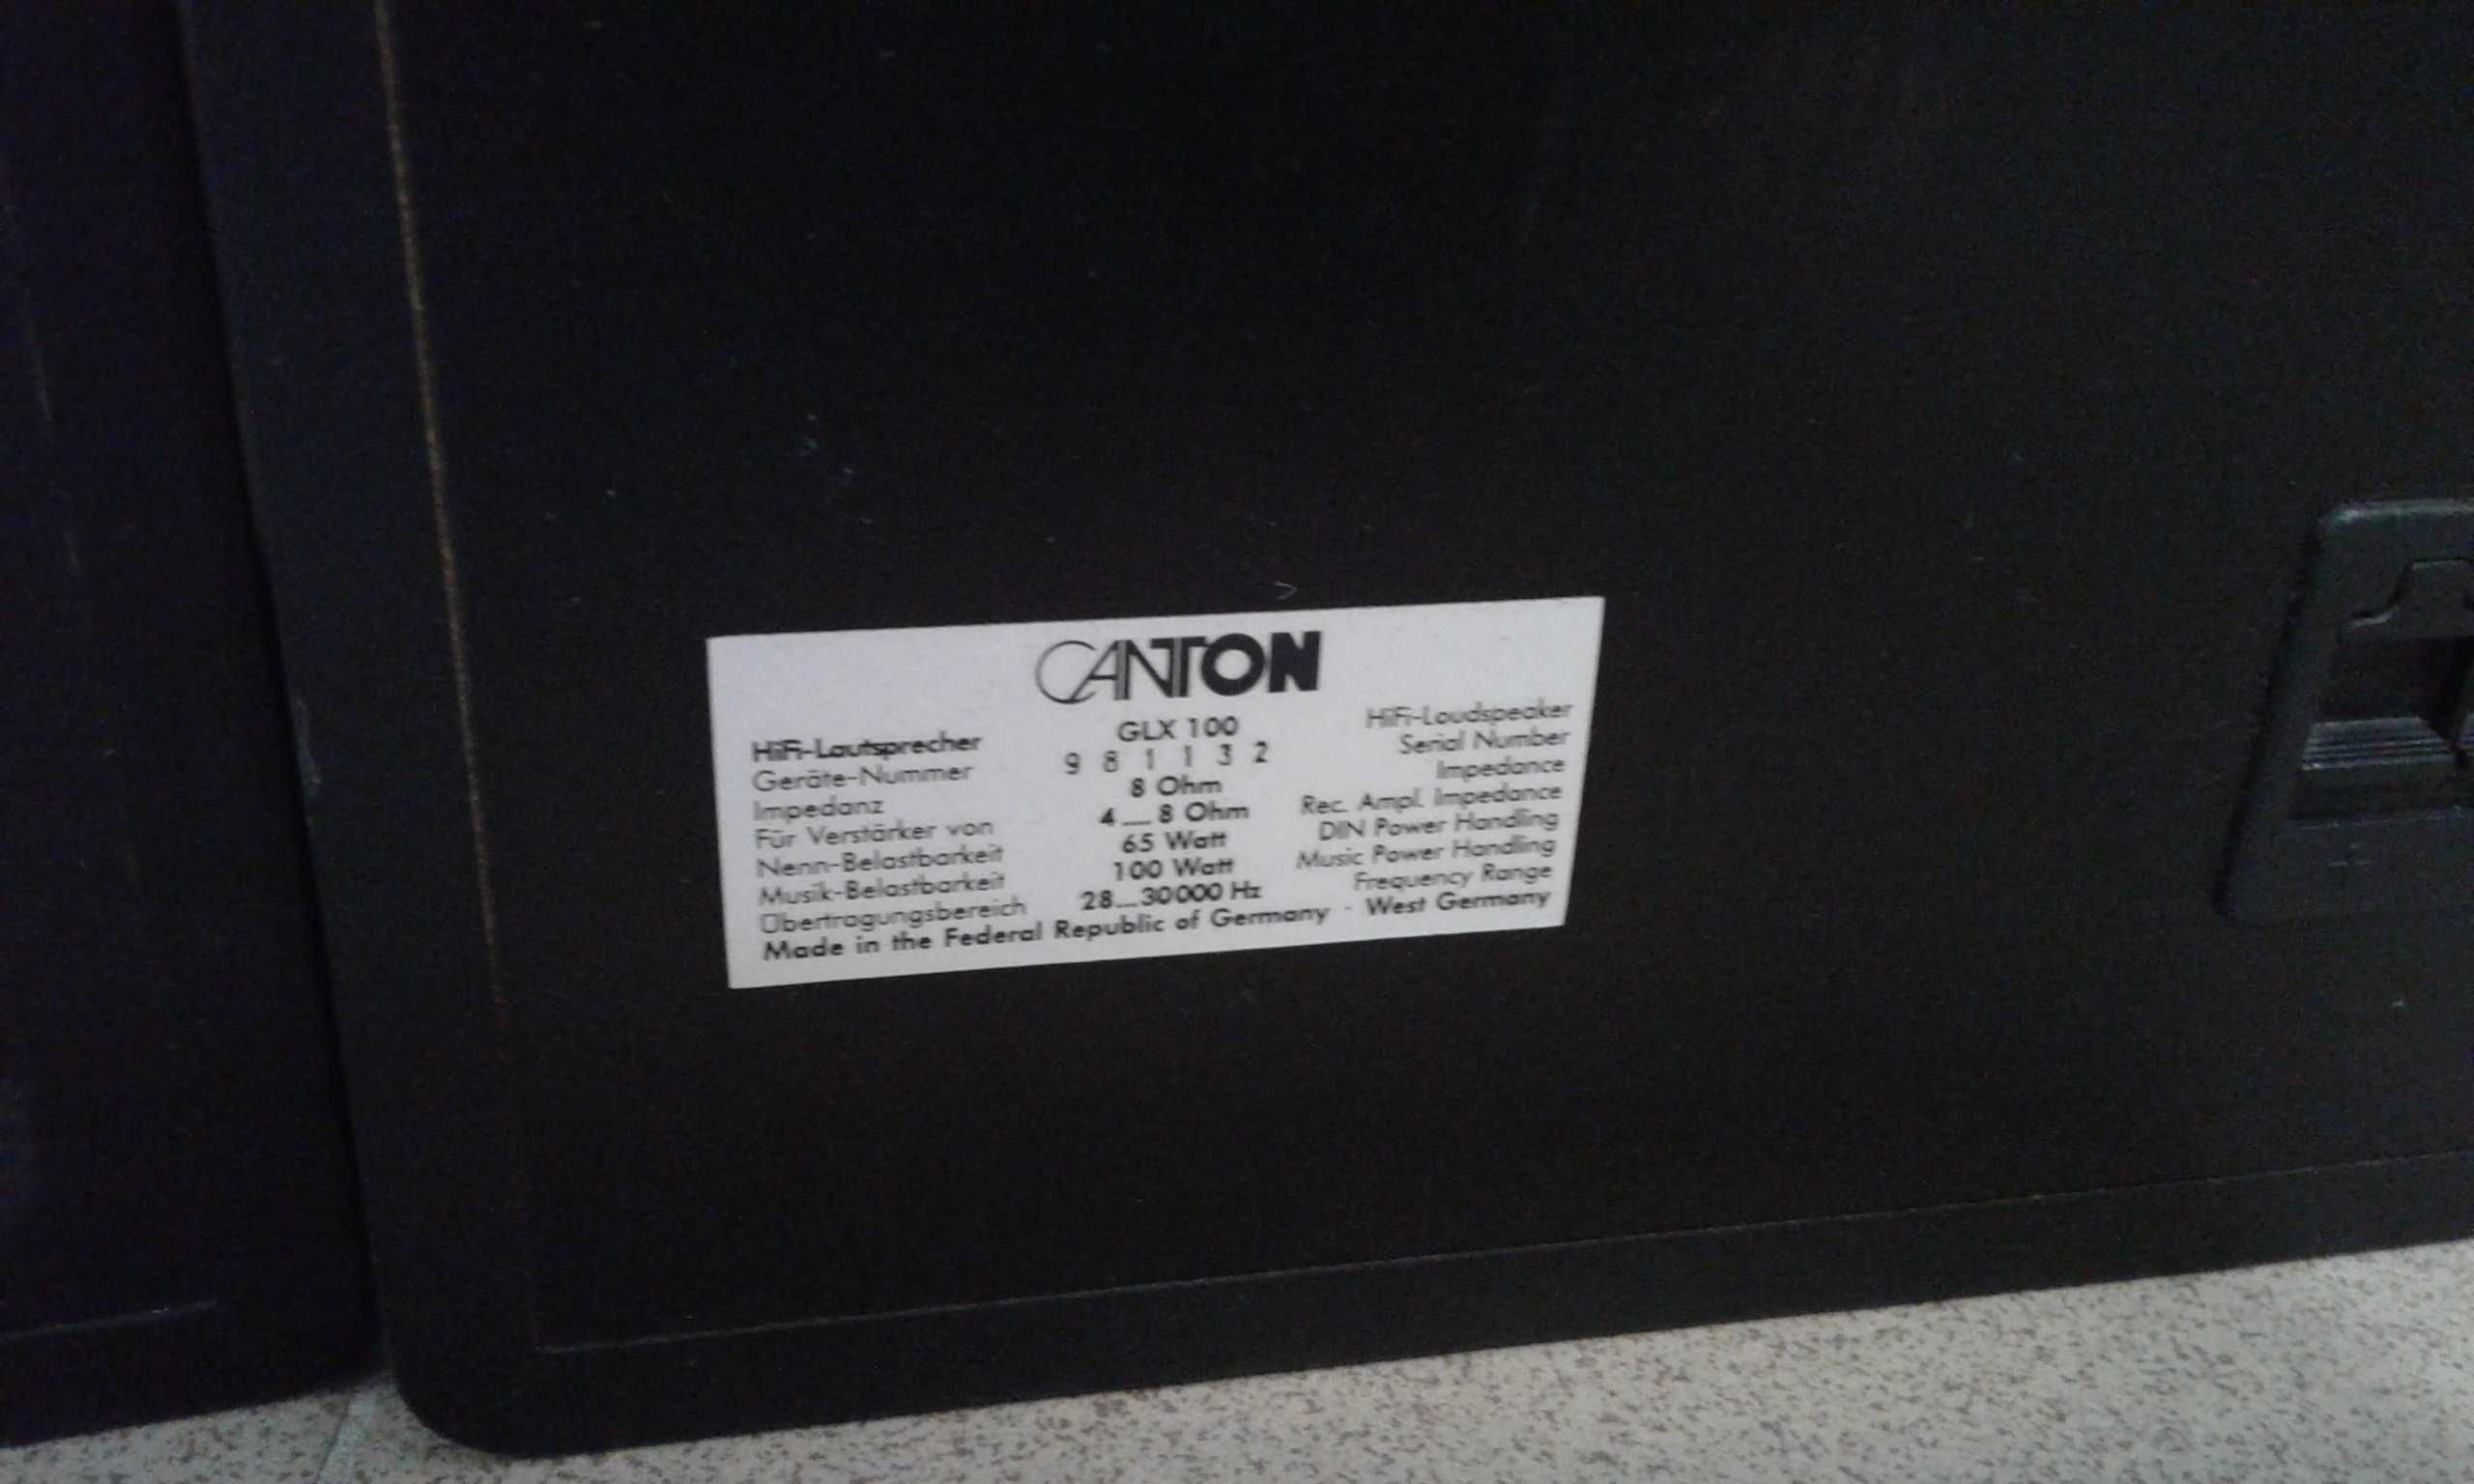 CANTON
HiFi-Lautsprecher GLX 100 HiFi-Loudspeaker
Geräte-Nummer 9 8 1 1 3 2 Serial Number
Impedanz 8 Ohm Impedance
Für Verstärker von 4....8 Ohm Rec. Ampl. Impedance
Nenn-Belastbarkeit 65 Watt DIN Power Handling
Musik-Belastbarkeit 100 Watt Music Power Handling
Übertragungsbereich 28...30000 Hz Frequency Range
Made in the Federal Republic of Germany - West Germany
+